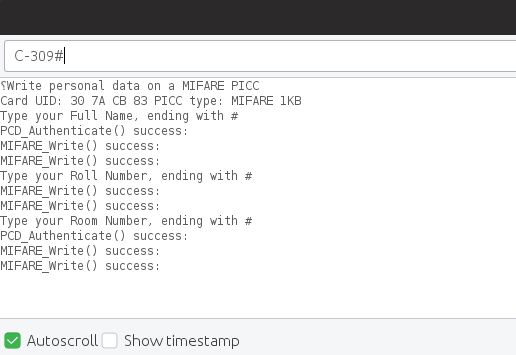 C-309#
⸮Write personal data on a MIFARE PICC
Card UID: 30 7A CB 83 PICC type: MIFARE 1KB
Type your Full Name, ending with #
PCD_Authenticate() success:
MIFARE_Write() success:
MIFARE_Write() success:
Type your Roll Number, ending with #
MIFARE_Write() success:
MIFARE_Write() success:
Type your Room Number, ending with #
PCD_Authenticate() success:
MIFARE_Write() success:
MIFARE_Write() success:
Autoscroll Show timestamp